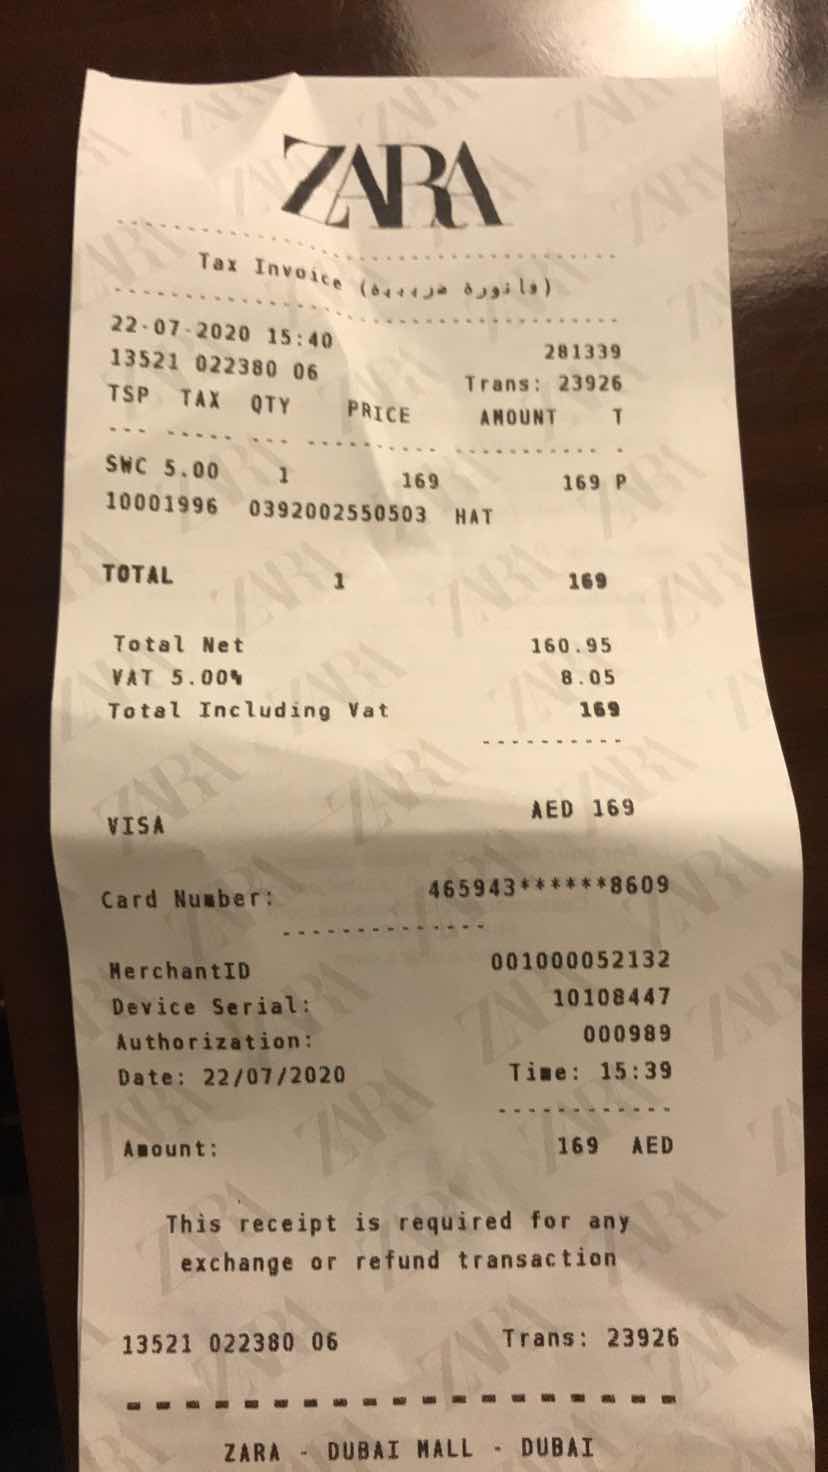 ZARA
Tax Invoice (فاتورة ضريبية)
22-07-2020 15:40 281339
13521 022380 06 Trans: 23926
TSP TAX QTY PRICE AMOUNT T
SWC 5.00 1 169 169 P
10001996 0392002550503 HAT
TOTAL 1 169
Total Net 160.95
VAT 5.00% 8.05
Total Including Vat 169
VISA AED 169
Card Number: 465943******8609
MerchantID 001000052132
Device Serial: 10108447
Authorization: 000989
Date: 22/07/2020 Time: 15:39
Amount: 169 AED
This receipt is required for any
exchange or refund transaction
13521 022380 06 Trans: 23926
ZARA - DUBAI MALL - DUBAI